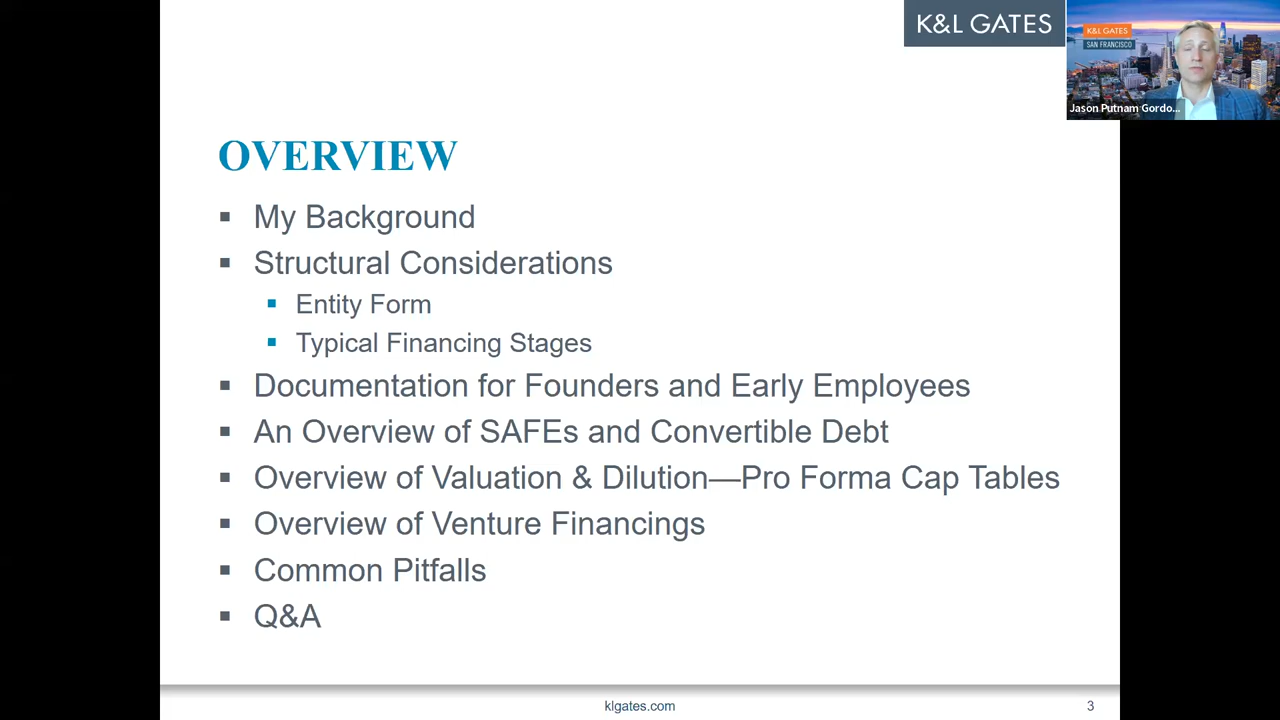 K&L GATES
K&L GATES
SAN FRANCISCO
Jason Putnam Gordo...
OVERVIEW
▪ My Background
▪ Structural Considerations
▪ Entity Form
▪ Typical Financing Stages
▪ Documentation for Founders and Early Employees
▪ An Overview of SAFEs and Convertible Debt
▪ Overview of Valuation & Dilution—Pro Forma Cap Tables
▪ Overview of Venture Financings
▪ Common Pitfalls
▪ Q&A
klgates.com
3